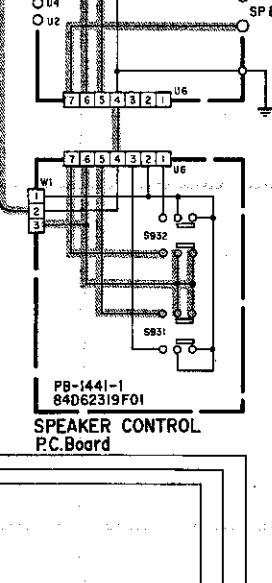 U4
U2
SP
U6
7 6 5 4 3 2 1
7 6 5 4 3 2 1
U6
W1
1
2
3
S932
S931
PB-1441-1
84D62319F01
SPEAKER CONTROL
P.C.Board